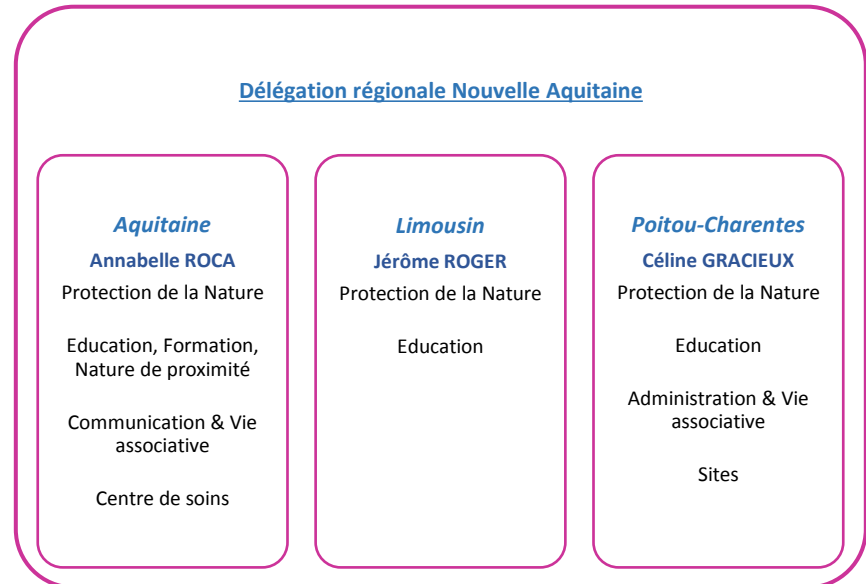 Délégation régionale Nouvelle Aquitaine
Aquitaine
Annabelle ROCA
Protection de la Nature
Education, Formation,
Nature de proximité
Communication & Vie
associative
Centre de soins
Limousin
Jérôme ROGER
Protection de la Nature
Education
Poitou-Charentes
Céline GRACIEUX
Protection de la Nature
Education
Administration & Vie
associative
Sites